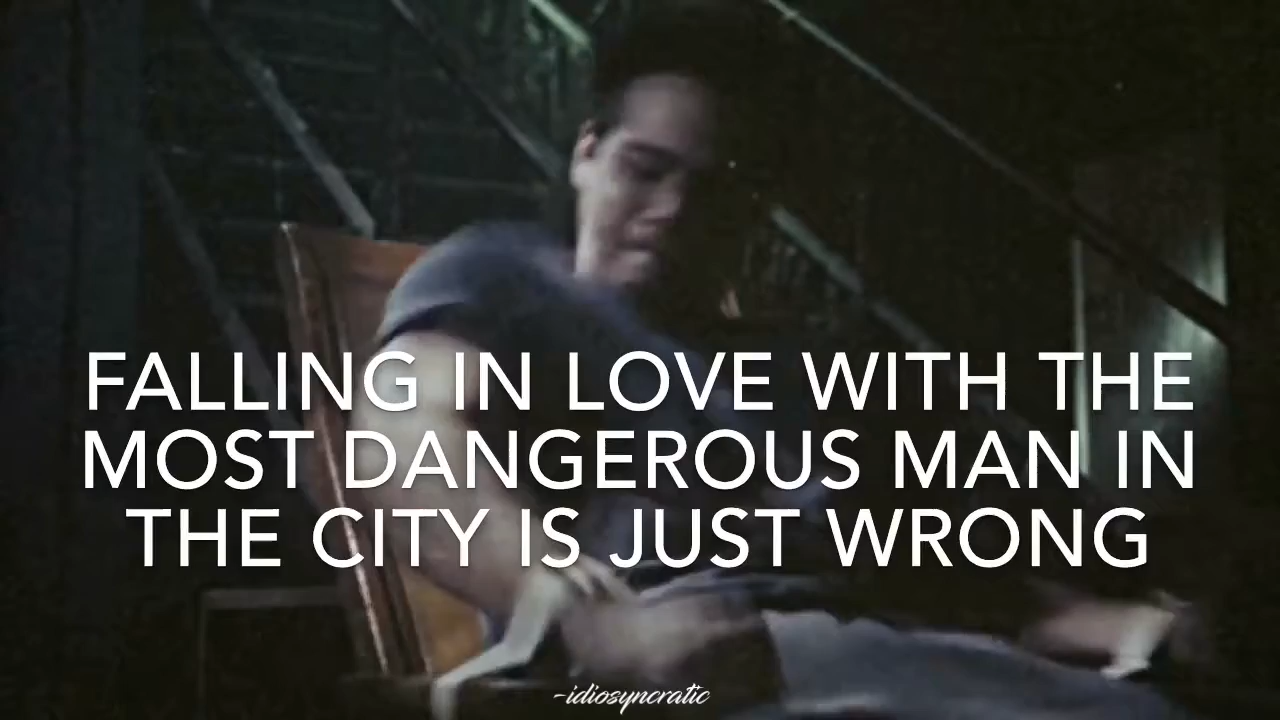 FALLING IN LOVE WITH THE
MOST DANGEROUS MAN IN
THE CITY IS JUST WRONG
-idiosyncratic